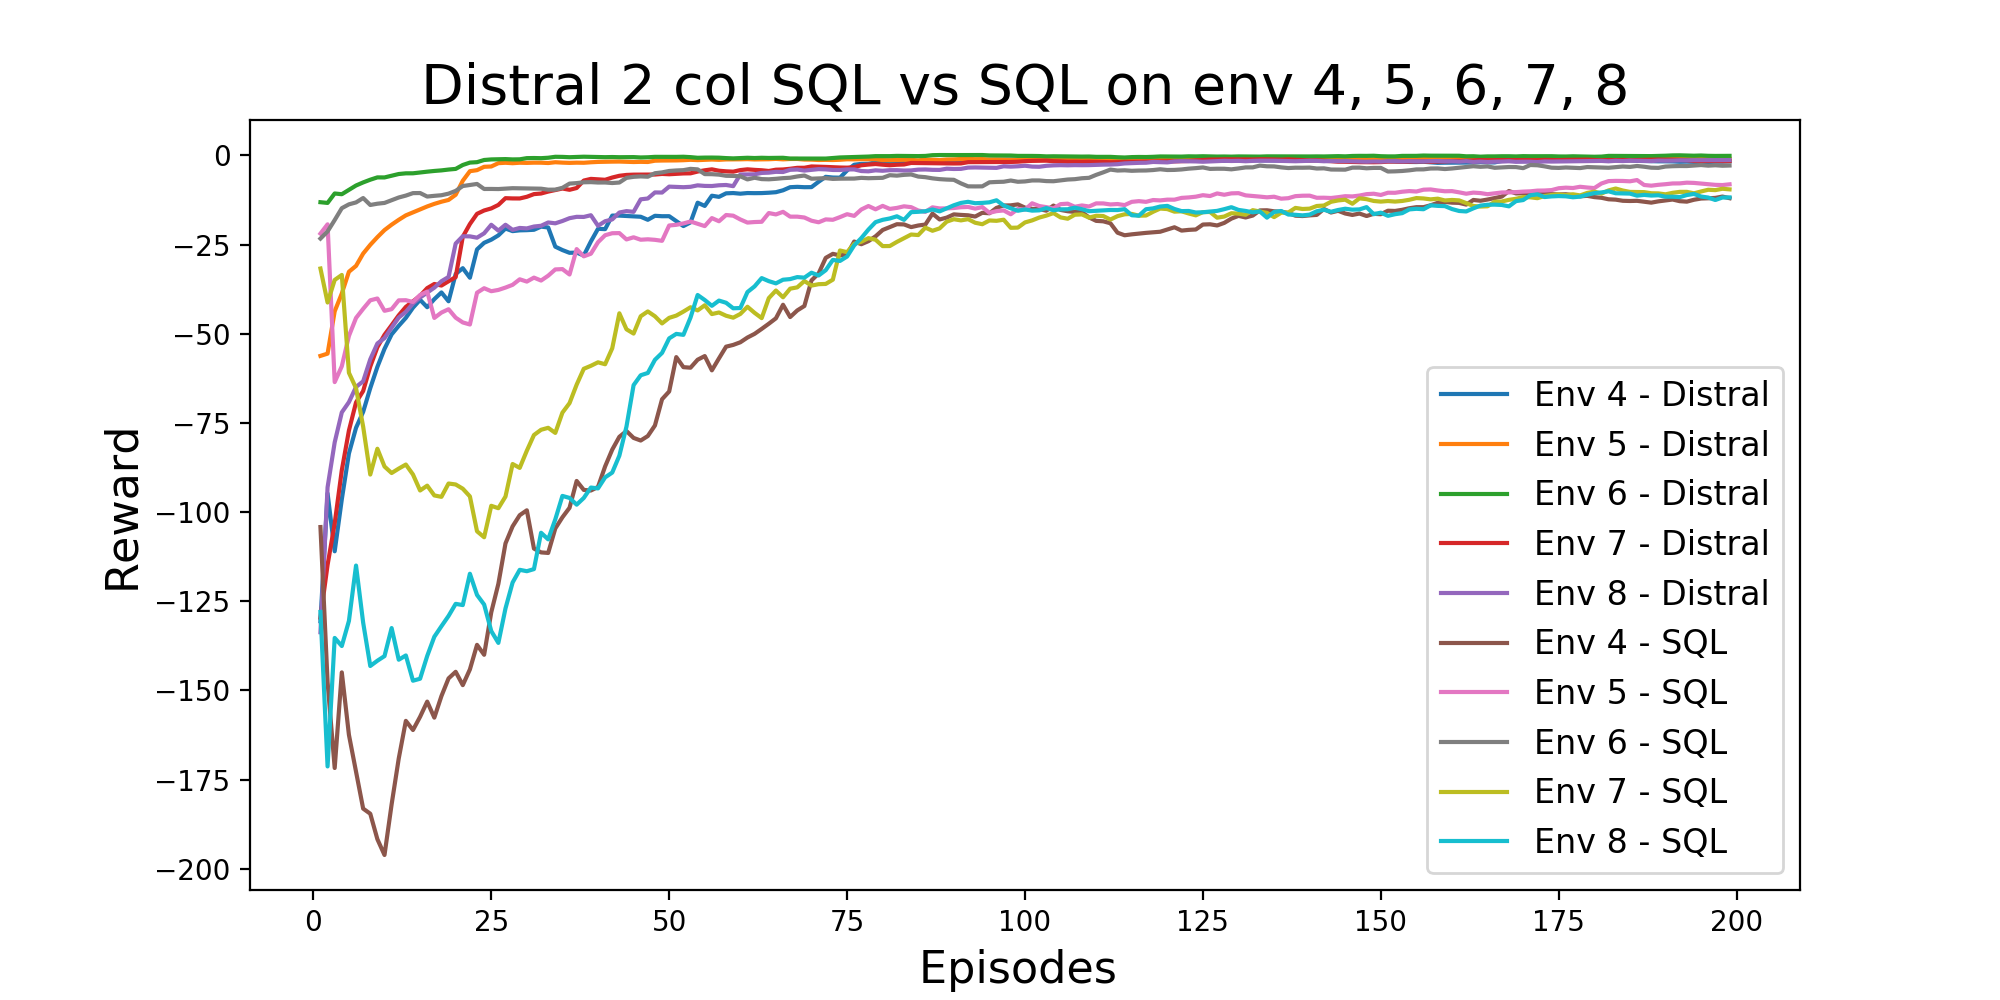 Distral 2 col SQL vs SQL on env 4, 5, 6, 7, 8
Reward
0
−25
−50
−75
−100
−125
−150
−175
−200
Env 4 - Distral
Env 5 - Distral
Env 6 - Distral
Env 7 - Distral
Env 8 - Distral
Env 4 - SQL
Env 5 - SQL
Env 6 - SQL
Env 7 - SQL
Env 8 - SQL
0 25 50 75 100 125 150 175 200
Episodes